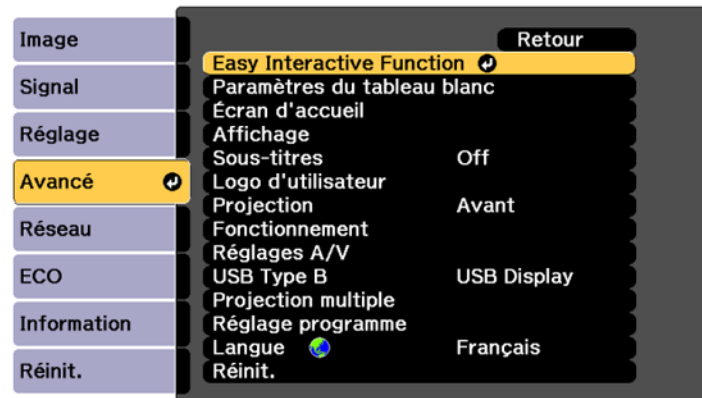 Image
Signal
Réglage
Avancé
Réseau
ECO
Information
Réinit.
Retour
Easy Interactive Function
Paramètres du tableau blanc
Écran d'accueil
Affichage
Sous-titres Off
Logo d'utilisateur
Projection Avant
Fonctionnement
Réglages A/V
USB Type B USB Display
Projection multiple
Réglage programme
Langue Français
Réinit.